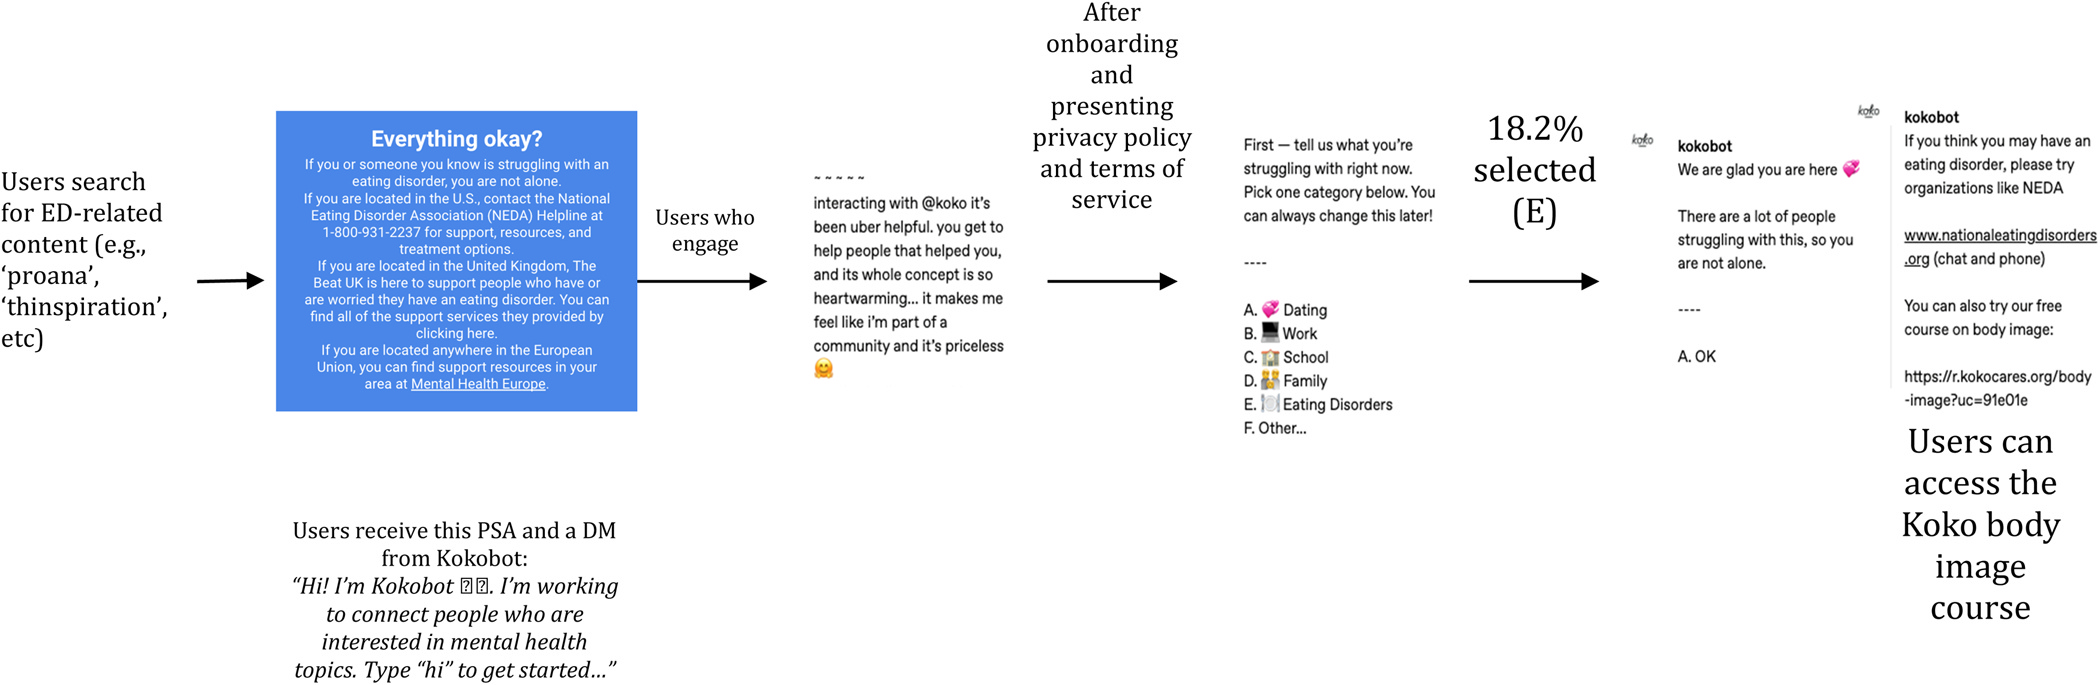 Users search
for ED-related
content (e.g.,
‘proana’,
‘thinspiration’,
etc)
Everything okay?
If you or someone you know is struggling with an
eating disorder, you are not alone.
If you are located in the U.S., contact the National
Eating Disorder Association (NEDA) Helpline at
1-800-931-2237 for support, resources, and
treatment options.
If you are located in the United Kingdom, The
Beat UK is here to support people who have or
are worried they have an eating disorder. You can
find all of the support services they provided by
clicking here.
If you are located anywhere in the European
Union, you can find support resources in your
area at Mental Health Europe.
Users receive this PSA and a DM
from Kokobot:
“Hi! I’m Kokobot 🏻🏻. I’m working
to connect people who are
interested in mental health
topics. Type “hi” to get started...”
Users who
engage
~ ~ ~ ~ ~
interacting with @koko it’s
been uber helpful. you get to
help people that helped you,
and its whole concept is so
heartwarming... it makes me
feel like i’m part of a
community and it’s priceless
🤗
After
onboarding
and
presenting
privacy policy
and terms of
service
First — tell us what you’re
struggling with right now.
Pick one category below. You
can always change this later!
----
A. 💞 Dating
B. 💻 Work
C. 🏫 School
D. 👨‍👩‍👧‍👦 Family
E. 🍽️ Eating Disorders
F. Other...
18.2%
selected
(E)
koko
kokobot
We are glad you are here 💞
There are a lot of people
struggling with this, so you
are not alone.
----
A. OK
koko
kokobot
If you think you may have an
eating disorder, please try
organizations like NEDA
www.nationaleatingdisorders
.org (chat and phone)
You can also try our free
course on body image:
https://r.kokocares.org/body
-image?uc=91e01e
Users can
access the
Koko body
image
course